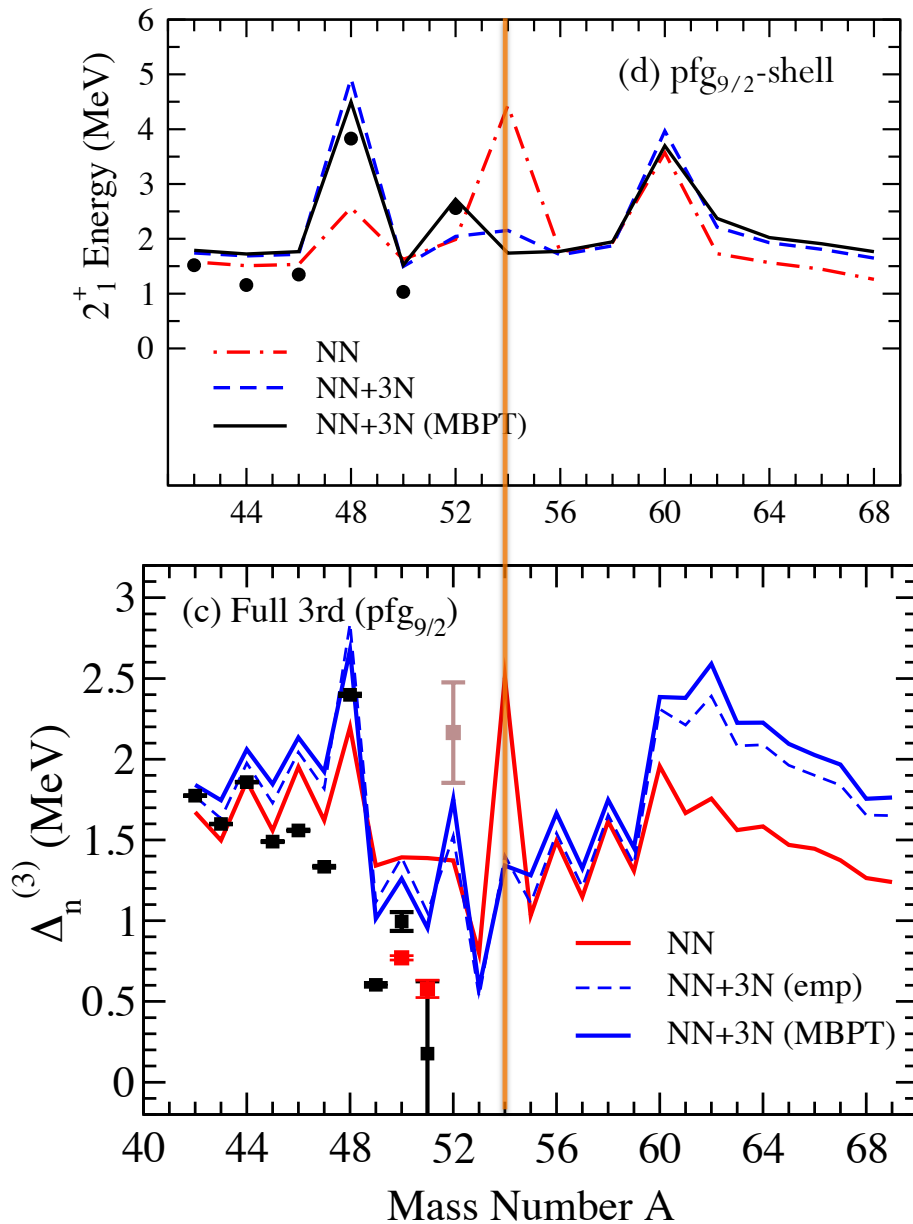 6
5
4
3
2
1
0
2₁⁺ Energy (MeV)
(d) pfg9/2-shell
NN
NN+3N
NN+3N (MBPT)
44 48 52 56 60 64 68
3
2.5
2
1.5
1
0.5
0
Δn⁽³⁾ (MeV)
(c) Full 3rd (pfg9/2)
NN
NN+3N (emp)
NN+3N (MBPT)
40 44 48 52 56 60 64 68
Mass Number A